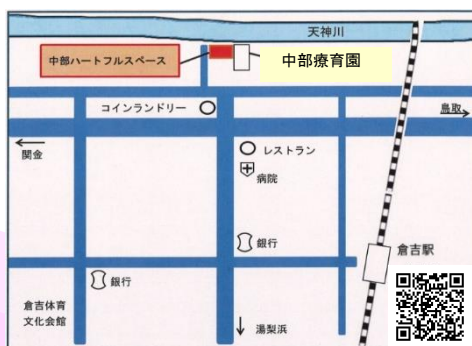 天神川
中部ハートフルスペース
中部療育園
コインランドリー
鳥取
関金
レストラン
病院
銀行
倉吉駅
銀行
倉吉体育
文化会館
湯梨浜